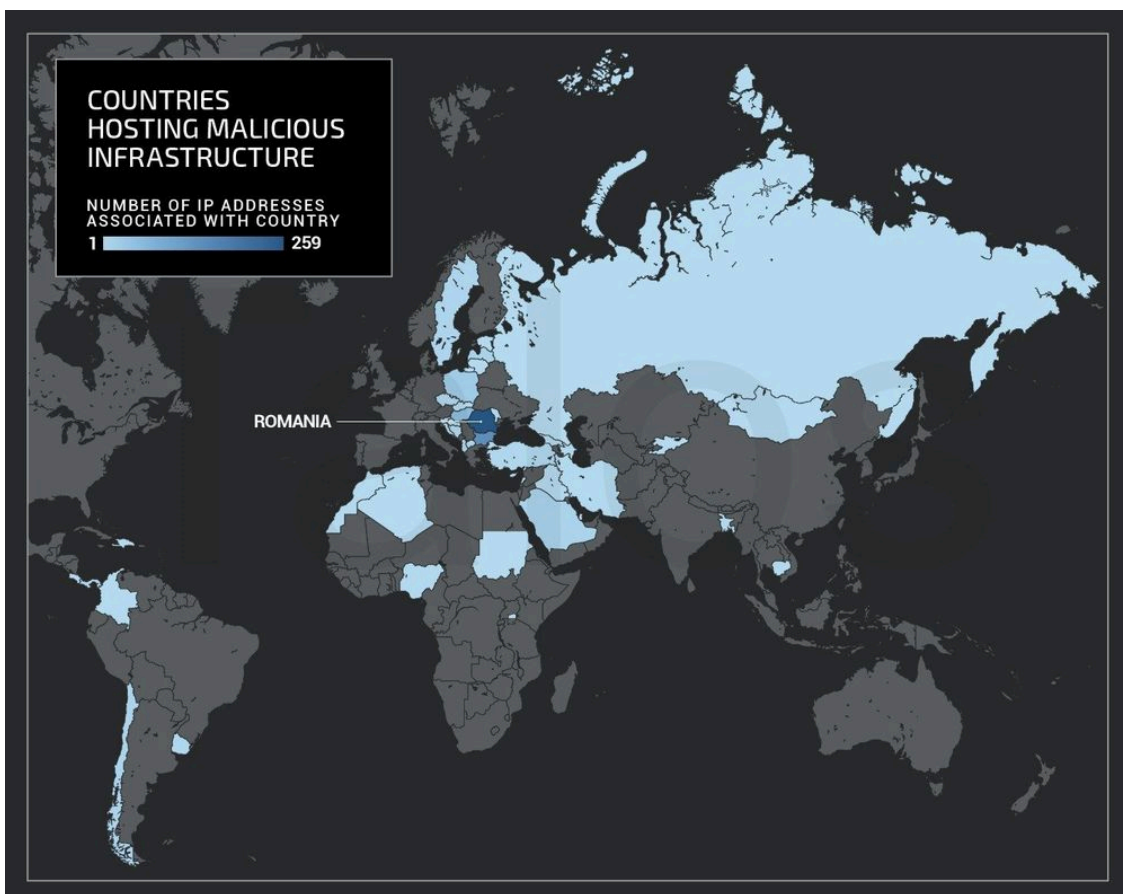 COUNTRIES
HOSTING MALICIOUS
INFRASTRUCTURE
NUMBER OF IP ADDRESSES
ASSOCIATED WITH COUNTRY
1 259
ROMANIA